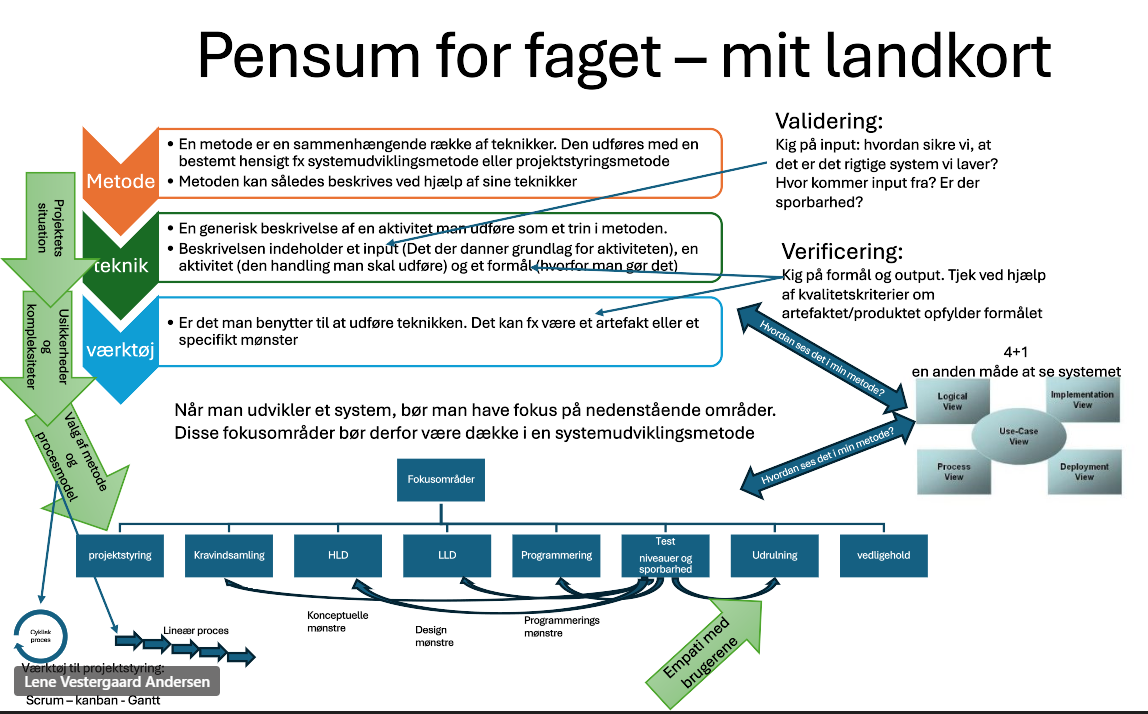 Pensum for faget – mit landkort
Metode
• En metode er en sammenhængende række af teknikker. Den udføres med en
bestemt hensigt fx systemudviklingsmetode eller projektstyringsmetode
• Metoden kan således beskrives ved hjælp af sine teknikker
teknik
• En generisk beskrivelse af en aktivitet man udføre som et trin i metoden.
• Beskrivelsen indeholder et input (Det der danner grundlag for aktiviteten), en
aktivitet (den handling man skal udføre) og et formål (hvorfor man gør det)
værktøj
• Er det man benytter til at udføre teknikken. Det kan fx være et artefakt eller et
specifikt mønster
Validering:
Kig på input: hvordan sikre vi, at
det er det rigtige system vi laver?
Hvor kommer input fra? Er der
sporbarhed?
Verificering:
Kig på formål og output. Tjek ved hjælp
af kvalitetskriterier om
artefaktet/produktet opfylder formålet
Projektets
situation
Usikkerheder
og
kompleksiteter
Valg af metode
og
procesmodel
Hvordan ses det i min metode?
Hvordan ses det i min metode?
4+1
en anden måde at se systemet
Logical
View
Implementation
View
Use-Case
View
Process
View
Deployment
View
Når man udvikler et system, bør man have fokus på nedenstående områder.
Disse fokusområder bør derfor være dække i en systemudviklingsmetode
Fokusområder
projektstyring
Kravindsamling
HLD
LLD
Programmering
Test
niveauer og
sporbarhed
Udrulning
vedligehold
Konceptuelle
mønstre
Design
mønstre
Programmerings
mønstre
Empati med
brugerene
Cyklisk
proces
Lineær proces
Værktøj til projektstyring:
Lene Vestergaard Andersen
Scrum – kanban - Gantt